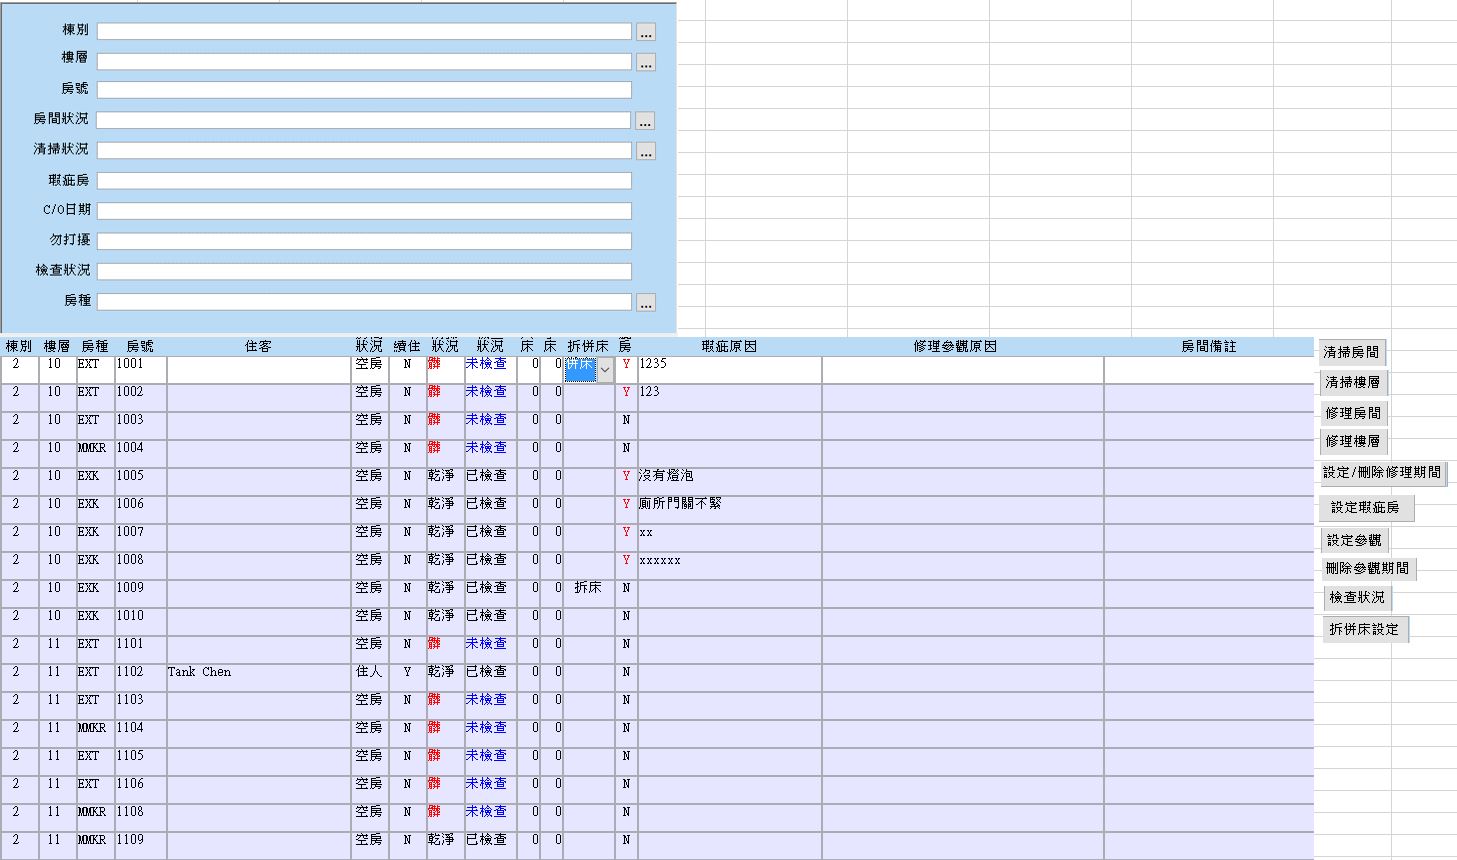 棟別 ...
樓層 ...
房號
房間狀況 ...
清掃狀況 ...
瑕疵房
C/O日期
勿打擾
檢查狀況
房種 ...
棟別 樓層 房種 房號 住客 狀況 續住 狀況 狀況 床 床 拆併床 房 瑕疵原因 修理參觀原因 房間備註
2 10 EXT 1001 空房 N 髒 未檢查 0 0 併床 Y 1235
2 10 EXT 1002 空房 N 髒 未檢查 0 0 Y 123
2 10 EXT 1003 空房 N 髒 未檢查 0 0 N
2 10 MMKR 1004 空房 N 髒 未檢查 0 0 N
2 10 EXK 1005 空房 N 乾淨 已檢查 0 0 Y 沒有燈泡
2 10 EXK 1006 空房 N 乾淨 已檢查 0 0 Y 廁所門關不緊
2 10 EXK 1007 空房 N 乾淨 已檢查 0 0 Y xx
2 10 EXK 1008 空房 N 乾淨 已檢查 0 0 Y xxxxxx
2 10 EXK 1009 空房 N 乾淨 已檢查 0 0 拆床 N
2 10 EXK 1010 空房 N 乾淨 已檢查 0 0 N
2 11 EXT 1101 空房 N 髒 未檢查 0 0 N
2 11 EXT 1102 Tank Chen 住人 Y 乾淨 已檢查 0 0 N
2 11 EXT 1103 空房 N 髒 未檢查 0 0 N
2 11 MMKR 1104 空房 N 髒 未檢查 0 0 N
2 11 EXT 1105 空房 N 髒 未檢查 0 0 N
2 11 EXT 1106 空房 N 髒 未檢查 0 0 N
2 11 MMKR 1108 空房 N 髒 未檢查 0 0 N
2 11 MMKR 1109 空房 N 乾淨 已檢查 0 0 N
清掃房間
清掃樓層
修理房間
修理樓層
設定/刪除修理期間
設定瑕疵房
設定參觀
刪除參觀期間
檢查狀況
拆併床設定